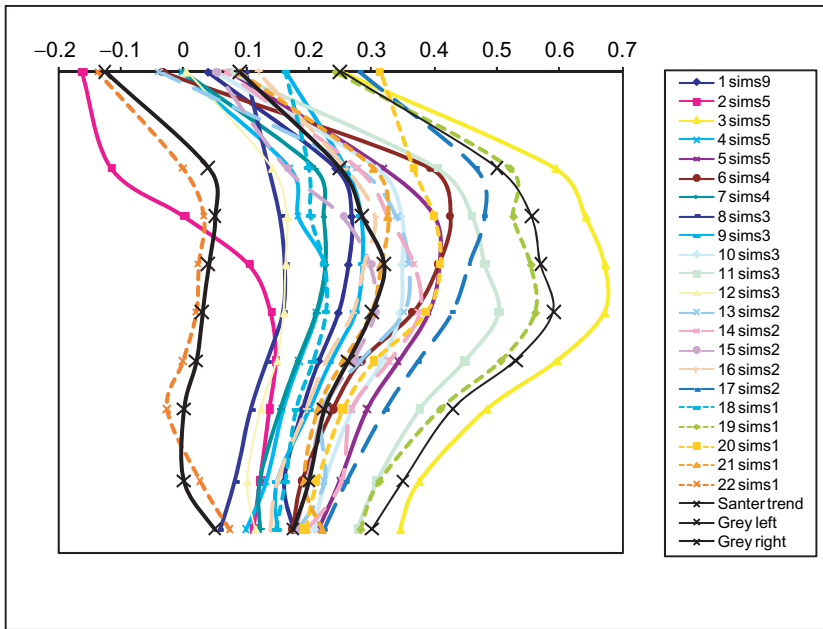 −0.2 −0.1 0 0.1 0.2 0.3 0.4 0.5 0.6 0.7
1 sims9
2 sims5
3 sims5
4 sims5
5 sims5
6 sims4
7 sims4
8 sims3
9 sims3
10 sims3
11 sims3
12 sims3
13 sims2
14 sims2
15 sims2
16 sims2
17 sims2
18 sims1
19 sims1
20 sims1
21 sims1
22 sims1
Santer trend
Grey left
Grey right